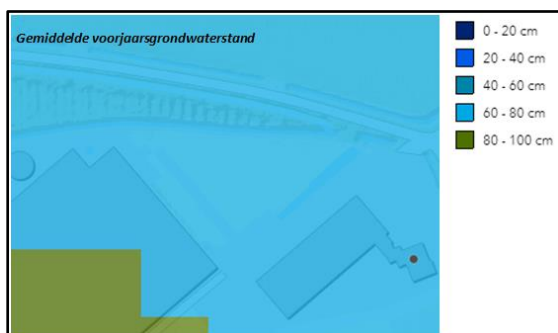 Gemiddelde voorjaarsgrondwaterstand
0 - 20 cm
20 - 40 cm
40 - 60 cm
60 - 80 cm
80 - 100 cm